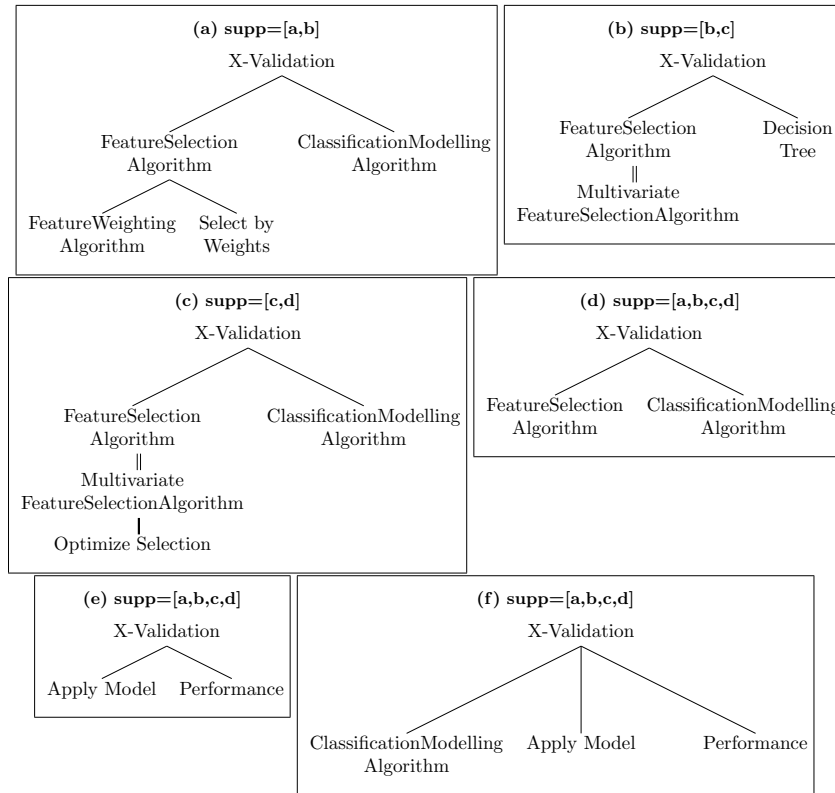 (a) supp=[a,b]
X-Validation
FeatureSelection
Algorithm
ClassificationModelling
Algorithm
FeatureWeighting
Algorithm
Select by
Weights
(b) supp=[b,c]
X-Validation
FeatureSelection
Algorithm
Decision
Tree
Multivariate
FeatureSelectionAlgorithm
(c) supp=[c,d]
X-Validation
FeatureSelection
Algorithm
ClassificationModelling
Algorithm
Multivariate
FeatureSelectionAlgorithm
Optimize Selection
(d) supp=[a,b,c,d]
X-Validation
FeatureSelection
Algorithm
ClassificationModelling
Algorithm
(e) supp=[a,b,c,d]
X-Validation
Apply Model
Performance
(f) supp=[a,b,c,d]
X-Validation
ClassificationModelling
Algorithm
Apply Model
Performance